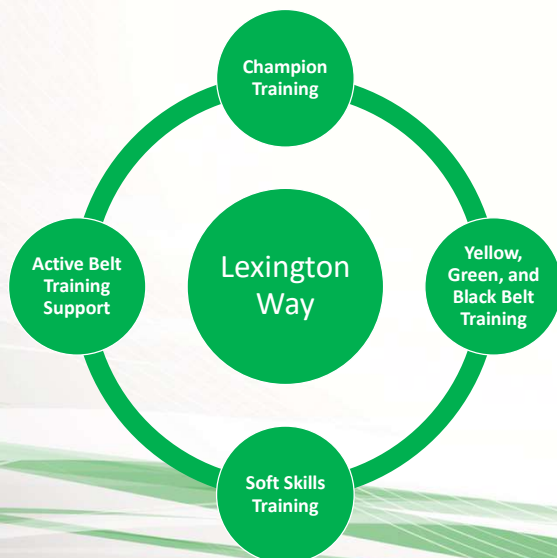 Champion
Training
Active Belt
Training
Support
Lexington
Way
Yellow,
Green, and
Black Belt
Training
Soft Skills
Training